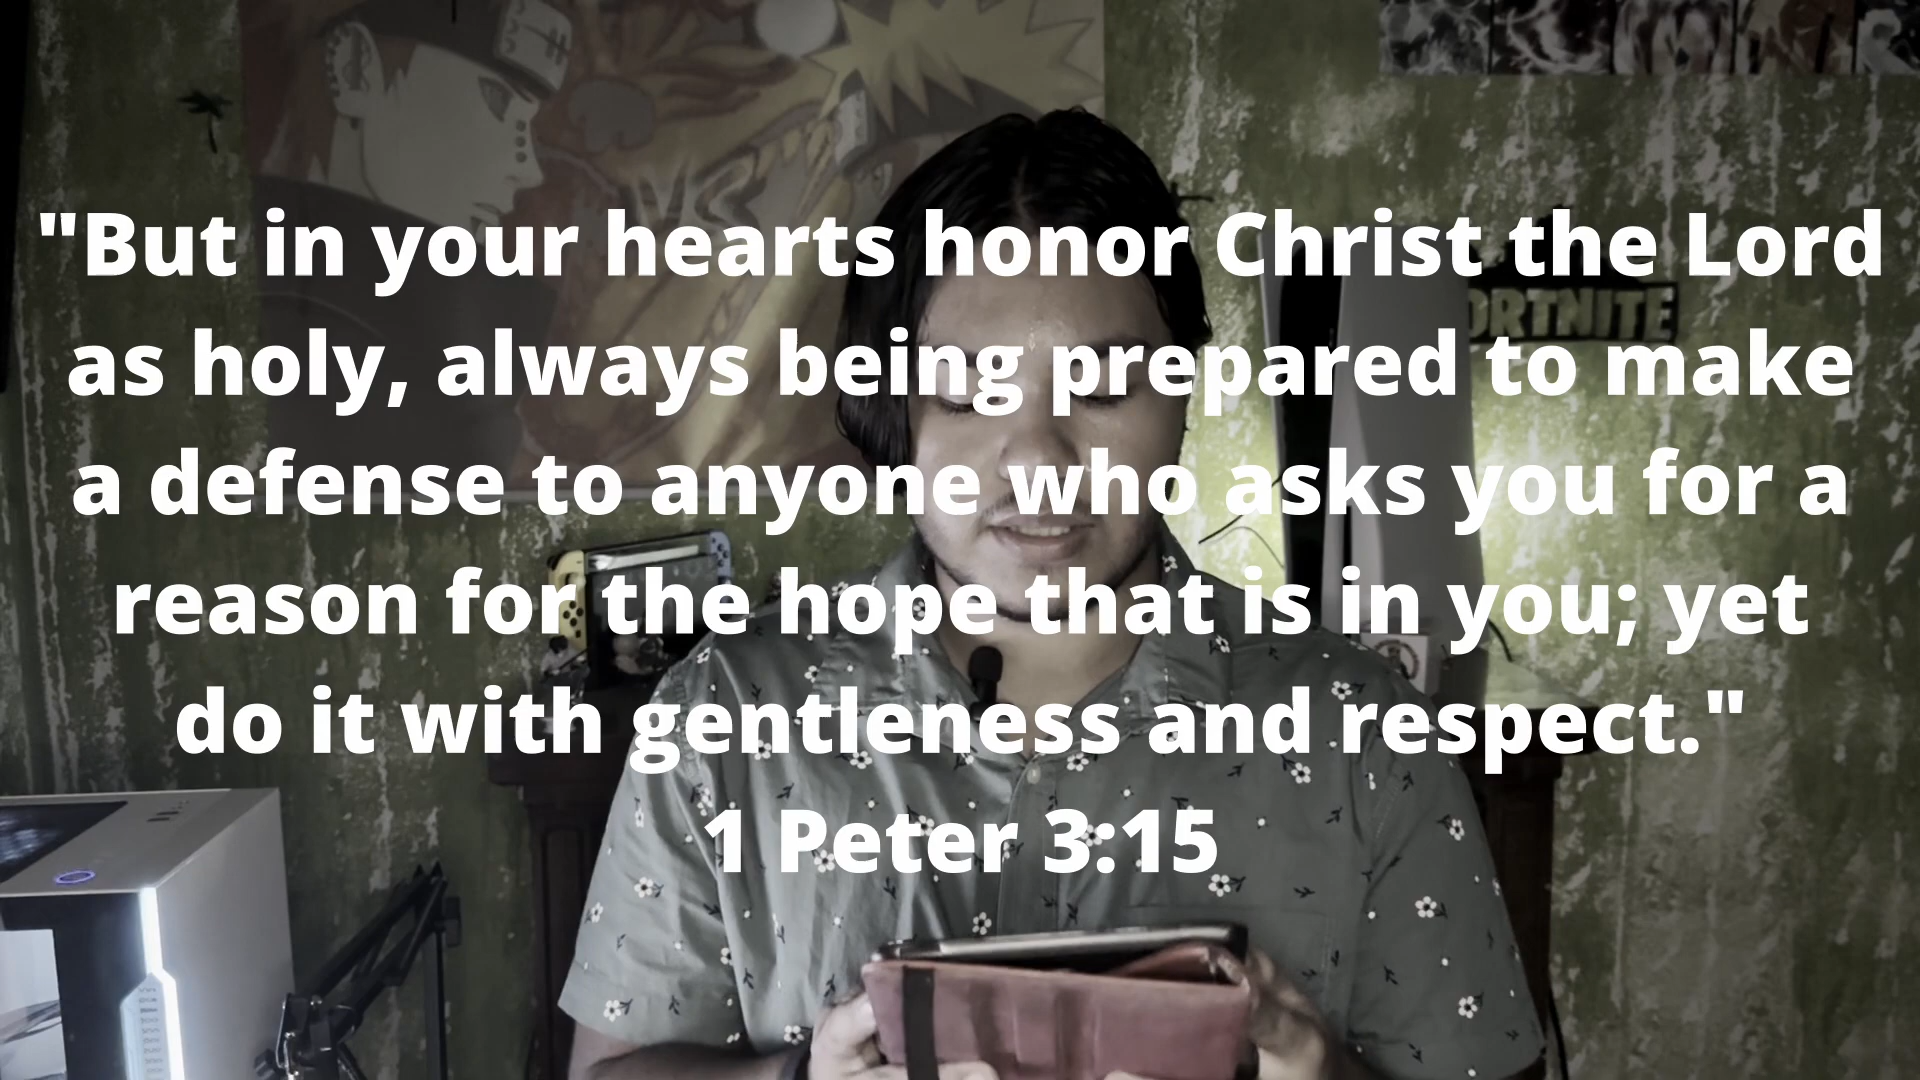 VS
"But in your hearts honor Christ the Lord
ORTNITE
as holy, always being prepared to make
a defense to anyone who asks you for a
reason for the hope that is in you; yet
do it with gentleness and respect."
1 Peter 3:15